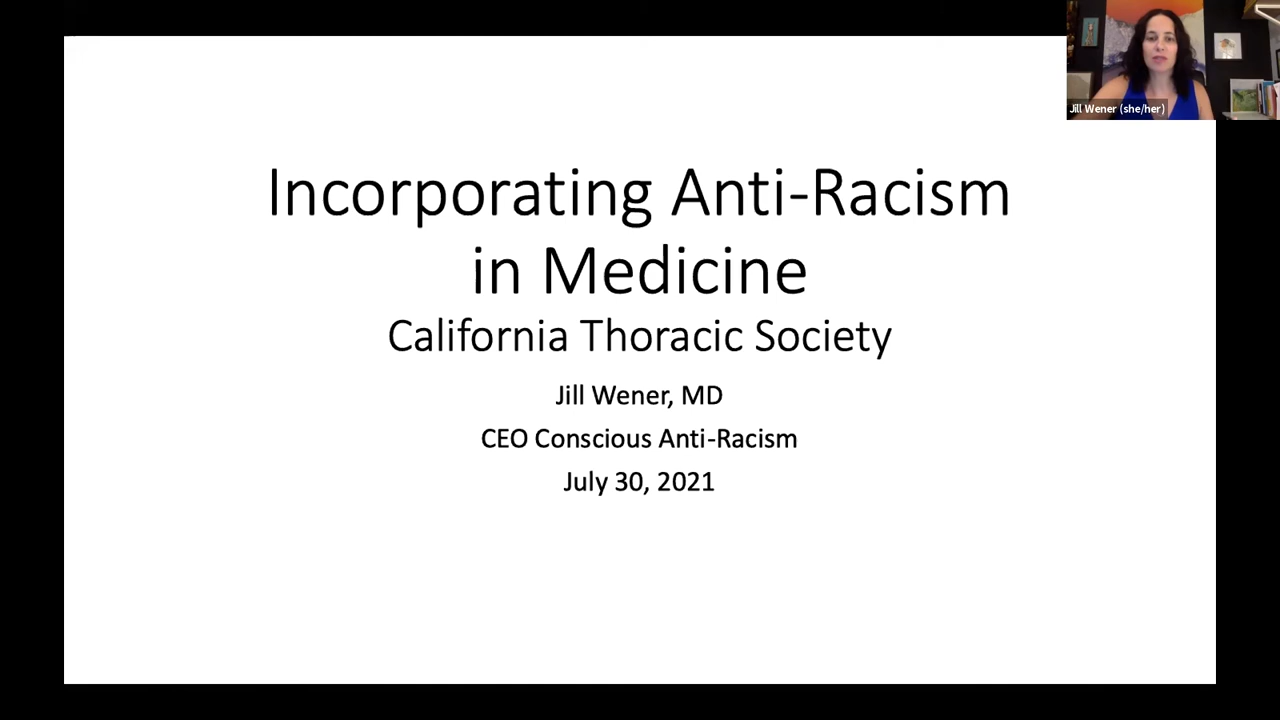 Jill Wener (she/her)
Incorporating Anti-Racism
in Medicine
California Thoracic Society
Jill Wener, MD
CEO Conscious Anti-Racism
July 30, 2021